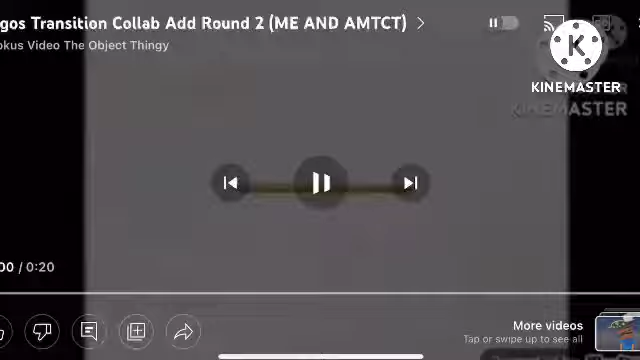 gos Transition Collab Add Round 2 (ME AND AMTCT)
okus Video The Object Thingy
K
KINEMASTER
KINEMASTER
00 / 0:20
More videos
Tap or swipe up to see all